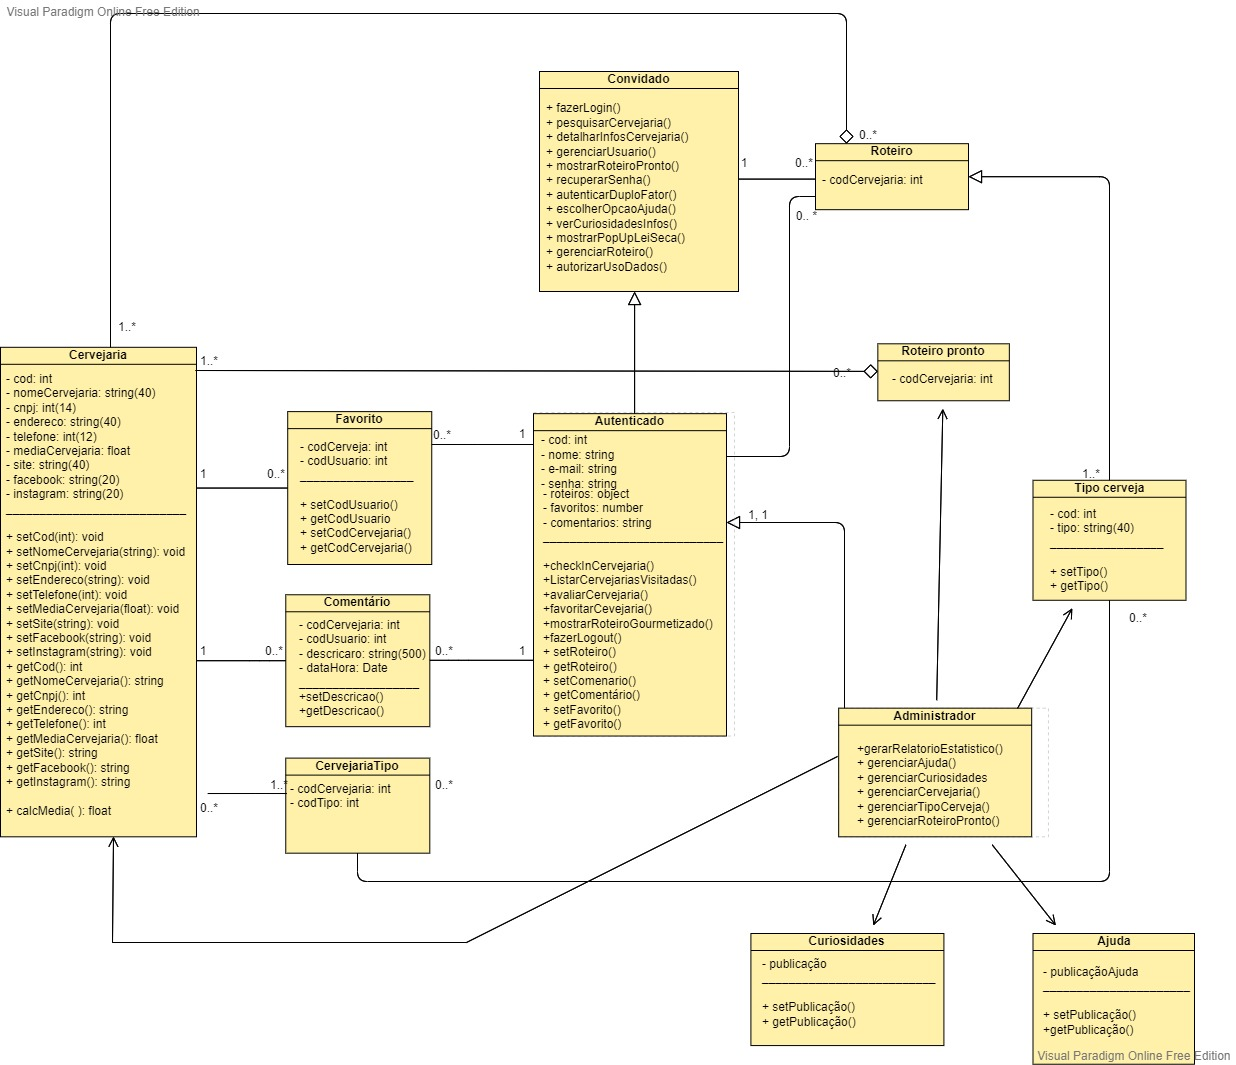 Visual Paradigm Online Free Edition
Convidado
+ fazerLogin()
+ pesquisarCervejaria()
+ detalharInfosCervejaria()
+ gerenciarUsuario()
+ mostrarRoteiroPronto()
+ recuperarSenha()
+ autenticarDuploFator()
+ escolherOpcaoAjuda()
+ verCuriosidadesInfos()
+ mostrarPopUpLeiSeca()
+ gerenciarRoteiro()
+ autorizarUsoDados()
1
0..*
0..*
0.. *
Roteiro
- codCervejaria: int
1..*
Cervejaria
- cod: int
- nomeCervejaria: string(40)
- cnpj: int(14)
- endereco: string(40)
- telefone: int(12)
- mediaCervejaria: float
- site: string(40)
- facebook: string(20)
- instagram: string(20)
+ setCod(int): void
+ setNomeCervejaria(string): void
+ setCnpj(int): void
+ setEndereco(string): void
+ setTelefone(int): void
+ setMediaCervejaria(float): void
+ setSite(string): void
+ setFacebook(string): void
+ setInstagram(string): void
+ getCod(): int
+ getNomeCervejaria(): string
+ getCnpj(): int
+ getEndereco(): string
+ getTelefone(): int
+ getMediaCervejaria(): float
+ getSite(): string
+ getFacebook(): string
+ getInstagram(): string
+ calcMedia( ): float
1..*
0..*
Roteiro pronto
- codCervejaria: int
1
0..*
Favorito
- codCerveja: int
- codUsuario: int
+ setCodUsuario()
+ getCodUsuario
+ setCodCervejaria()
+ getCodCervejaria()
0..*
1
Autenticado
- cod: int
- nome: string
- e-mail: string
- senha: string
- roteiros: object
- favoritos: number
- comentarios: string
+checkInCervejaria()
+ListarCervejariasVisitadas()
+avaliarCervejaria()
+favoritarCevejaria()
+mostrarRoteiroGourmetizado()
+fazerLogout()
+ setRoteiro()
+ getRoteiro()
+ setComenario()
+ getComentário()
+ setFavorito()
+ getFavorito()
1, 1
1..*
Tipo cerveja
- cod: int
- tipo: string(40)
+ setTipo()
+ getTipo()
0..*
1
0..*
Comentário
- codCervejaria: int
- codUsuario: int
- descricaro: string(500)
- dataHora: Date
+setDescricao()
+getDescricao()
0..*
1
1..*
0..*
CervejariaTipo
- codCervejaria: int
- codTipo: int
0..*
Administrador
+gerarRelatorioEstatistico()
+ gerenciarAjuda()
+ gerenciarCuriosidades
+ gerenciarCervejaria()
+ gerenciarTipoCerveja()
+ gerenciarRoteiroPronto()
Curiosidades
- publicação
+ setPublicação()
+ getPublicação()
Ajuda
- publicaçãoAjuda
+ setPublicação()
+getPublicação()
Visual Paradigm Online Free Edition